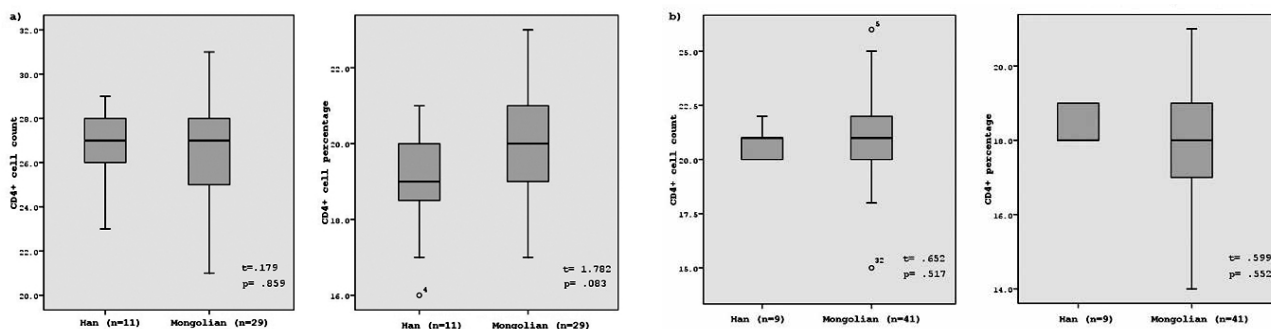 a)
CD4+ cell count
32.0
30.0
28.0
26.0
24.0
22.0
20.0
t=.179
p= .859
Han (n=11) Mongolian (n=29)
CD4+ cell percentage
22.0
20.0
18.0
16.0
4
t= 1.782
p= .083
Han (n=11) Mongolian (n=29)
b)
CD4+ cell count
25.0
22.5
20.0
17.5
15.0
5
32
t= .652
p= .517
Han (n=9) Mongolian (n=41)
CD4+ percentage
20.0
18.0
16.0
14.0
t= .599
p= .552
Han (n=9) Mongolian (n=41)